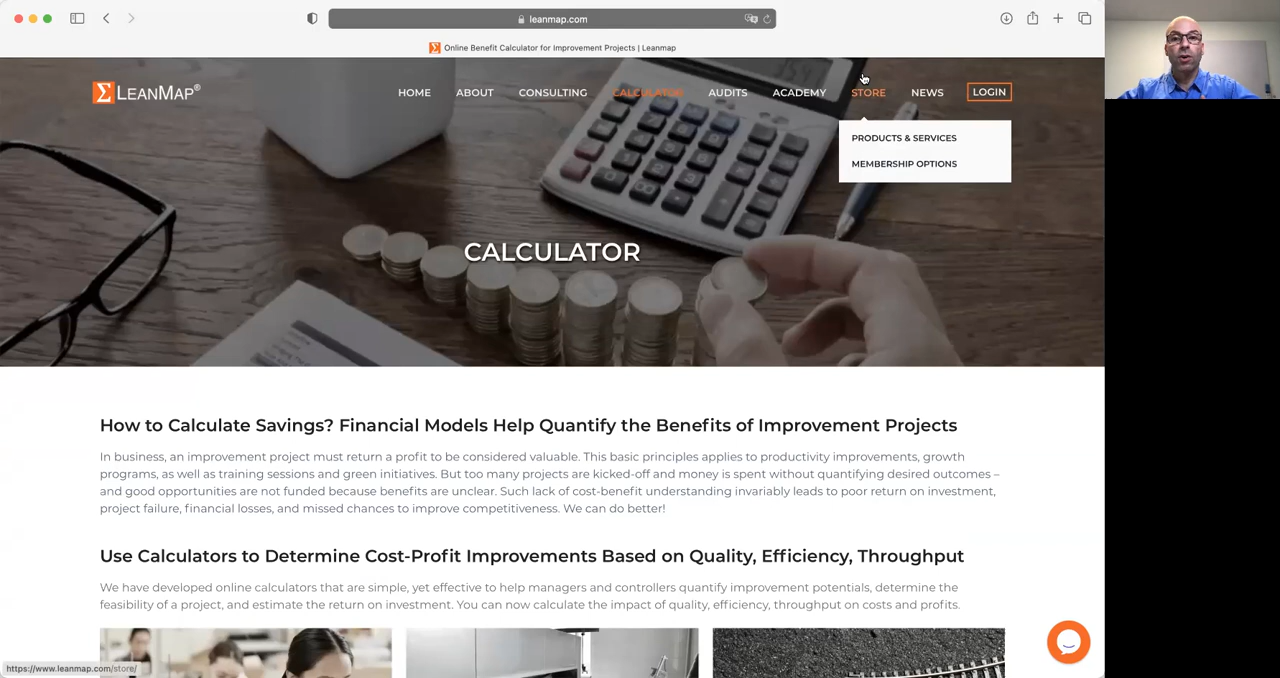 leanmap.com
Online Benefit Calculator for Improvement Projects | Leanmap
LEANMAP®
HOME ABOUT CONSULTING CALCULATOR AUDITS ACADEMY STORE NEWS LOGIN
PRODUCTS & SERVICES
MEMBERSHIP OPTIONS
CALCULATOR
How to Calculate Savings? Financial Models Help Quantify the Benefits of Improvement Projects
In business, an improvement project must return a profit to be considered valuable. This basic principles applies to productivity improvements, growth
programs, as well as training sessions and green initiatives. But too many projects are kicked-off and money is spent without quantifying desired outcomes –
and good opportunities are not funded because benefits are unclear. Such lack of cost-benefit understanding invariably leads to poor return on investment,
project failure, financial losses, and missed chances to improve competitiveness. We can do better!
Use Calculators to Determine Cost-Profit Improvements Based on Quality, Efficiency, Throughput
We have developed online calculators that are simple, yet effective to help managers and controllers quantify improvement potentials, determine the
feasibility of a project, and estimate the return on investment. You can now calculate the impact of quality, efficiency, throughput on costs and profits.
https://www.leanmap.com/store/